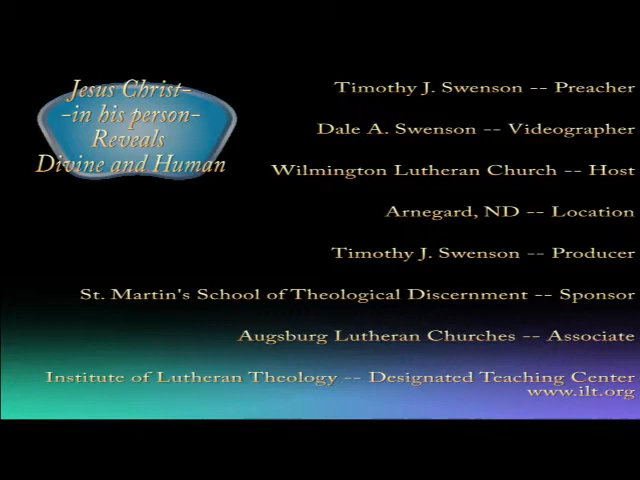 Jesus Christ-
-in his person-
Reveals
Divine and Human
Timothy J. Swenson -- Preacher
Dale A. Swenson -- Videographer
Wilmington Lutheran Church -- Host
Arnegard, ND -- Location
Timothy J. Swenson -- Producer
St. Martin's School of Theological Discernment -- Sponsor
Augsburg Lutheran Churches -- Associate
Institute of Lutheran Theology -- Designated Teaching Center
www.ilt.org